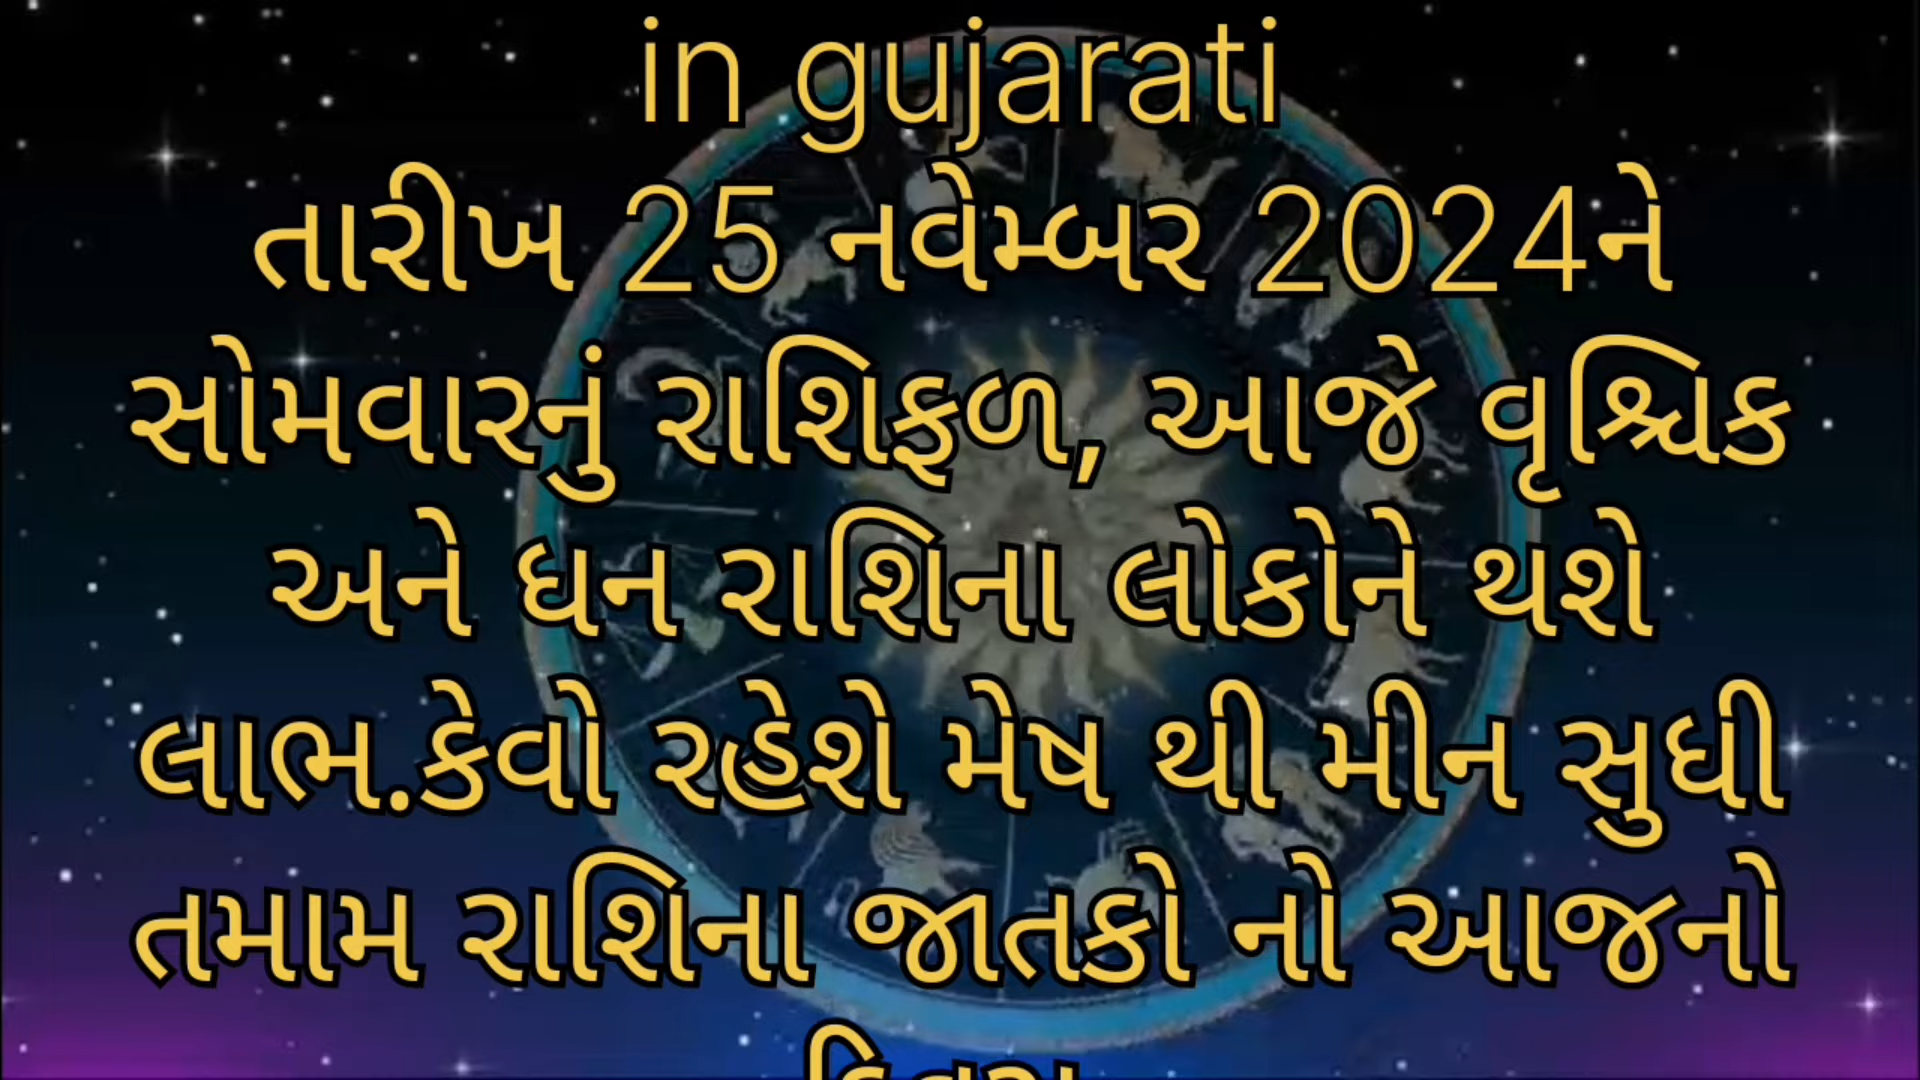 in gujarati
તારીખ 25 નવેમ્બર 2024ને
સોમવારનું રાશિફળ, આજે વૃશ્ચિક
અને ધન રાશિના લોકોને થશે
લાભ.કેવો રહેશે મેષ થી મીન સુધી
તમામ રાશિના જાતકો નો આજનો